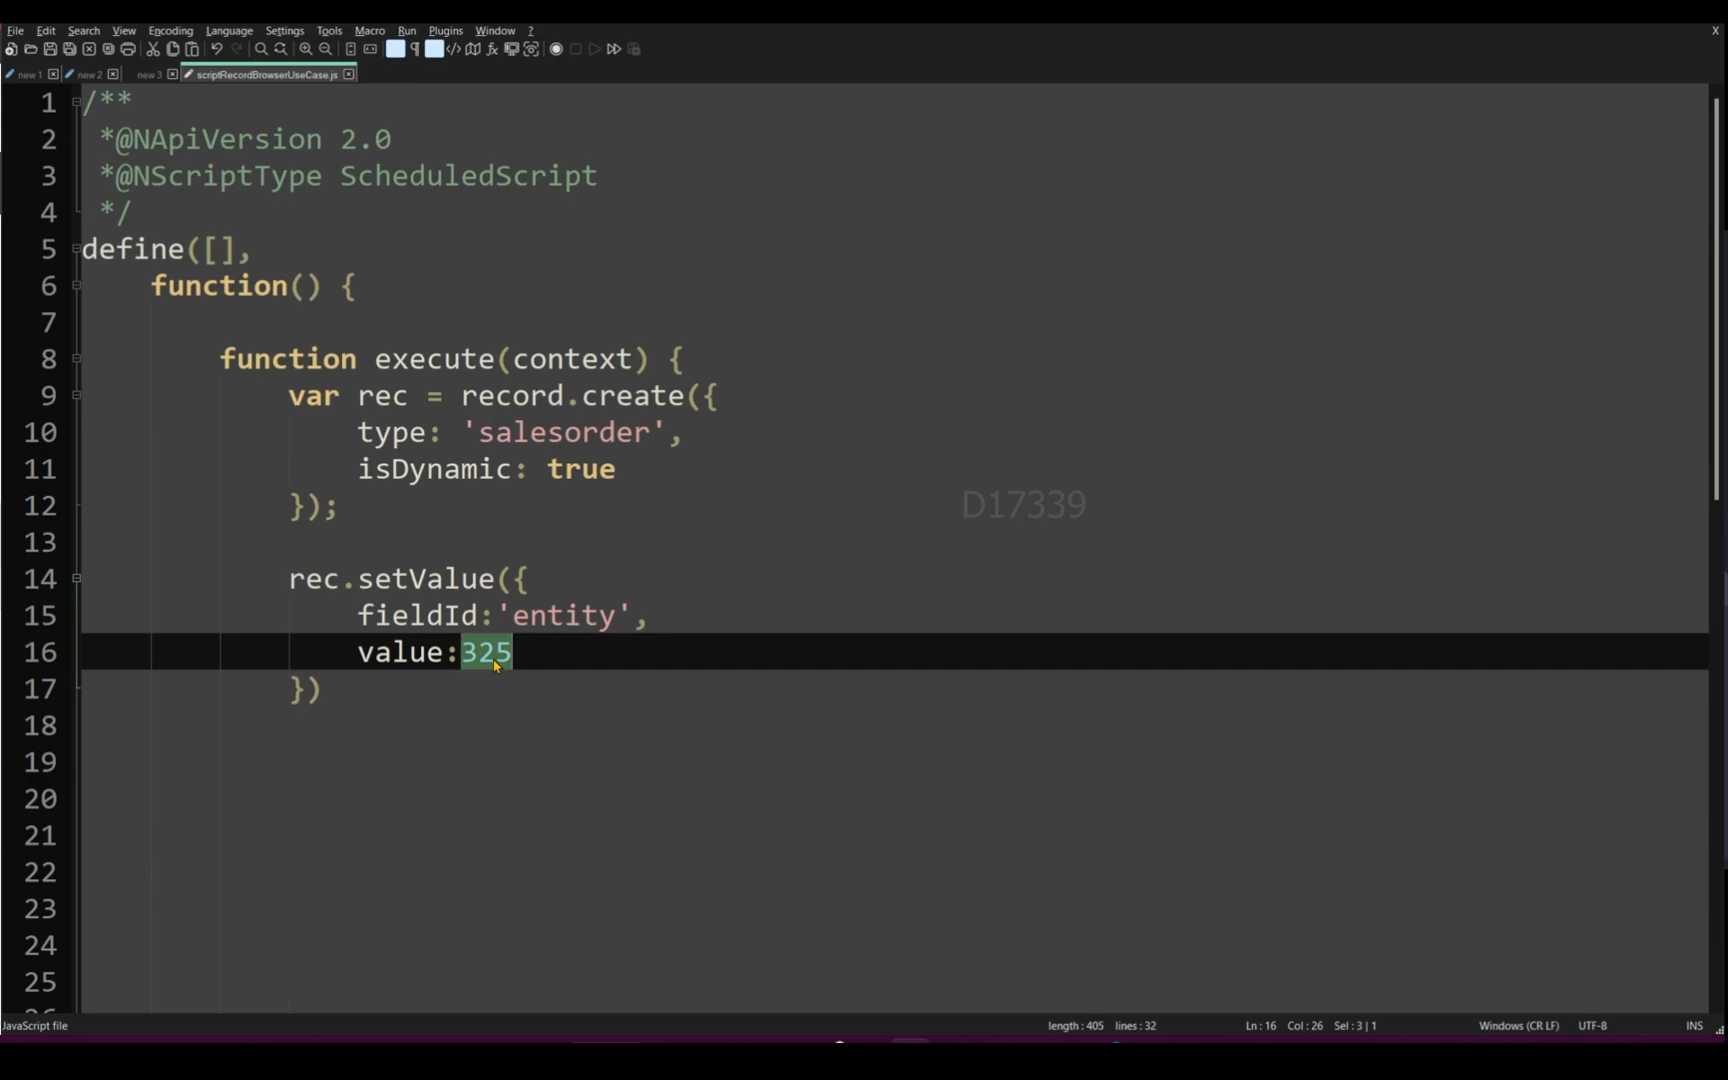 File Edit Search View Encoding Language Settings Tools Macro Run Plugins Window ? X
new 1 new 2 new 3 scriptRecordBrowserUseCase.js
1 /**
2 *@NApiVersion 2.0
3 *@NScriptType ScheduledScript
4 */
5 define([],
6 function() {
7
8 function execute(context) {
9 var rec = record.create({
10 type: 'salesorder',
11 isDynamic: true
12 });
13
14 rec.setValue({
15 fieldId:'entity',
16 value:325
17 })
18
19
20
21
22
23
24
25
D17339
JavaScript file length : 405 lines : 32 Ln : 16 Col : 26 Sel : 3 | 1 Windows (CR LF) UTF-8 INS